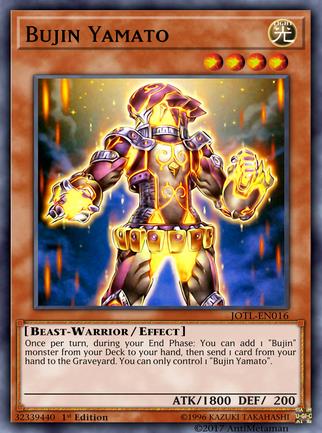 Bujin Yamato
LIGHT
光
JOTL-EN016
[Beast-Warrior / Effect]
Once per turn, during your End Phase: You can add 1 "Bujin"
monster from your Deck to your hand, then send 1 card from
your hand to the Graveyard. You can only control 1 "Bujin Yamato".
ATK/1800 DEF/ 200
32339440 1st Edition ©1996 KAZUKI TAKAHASHI
©2017 AntiMetaman